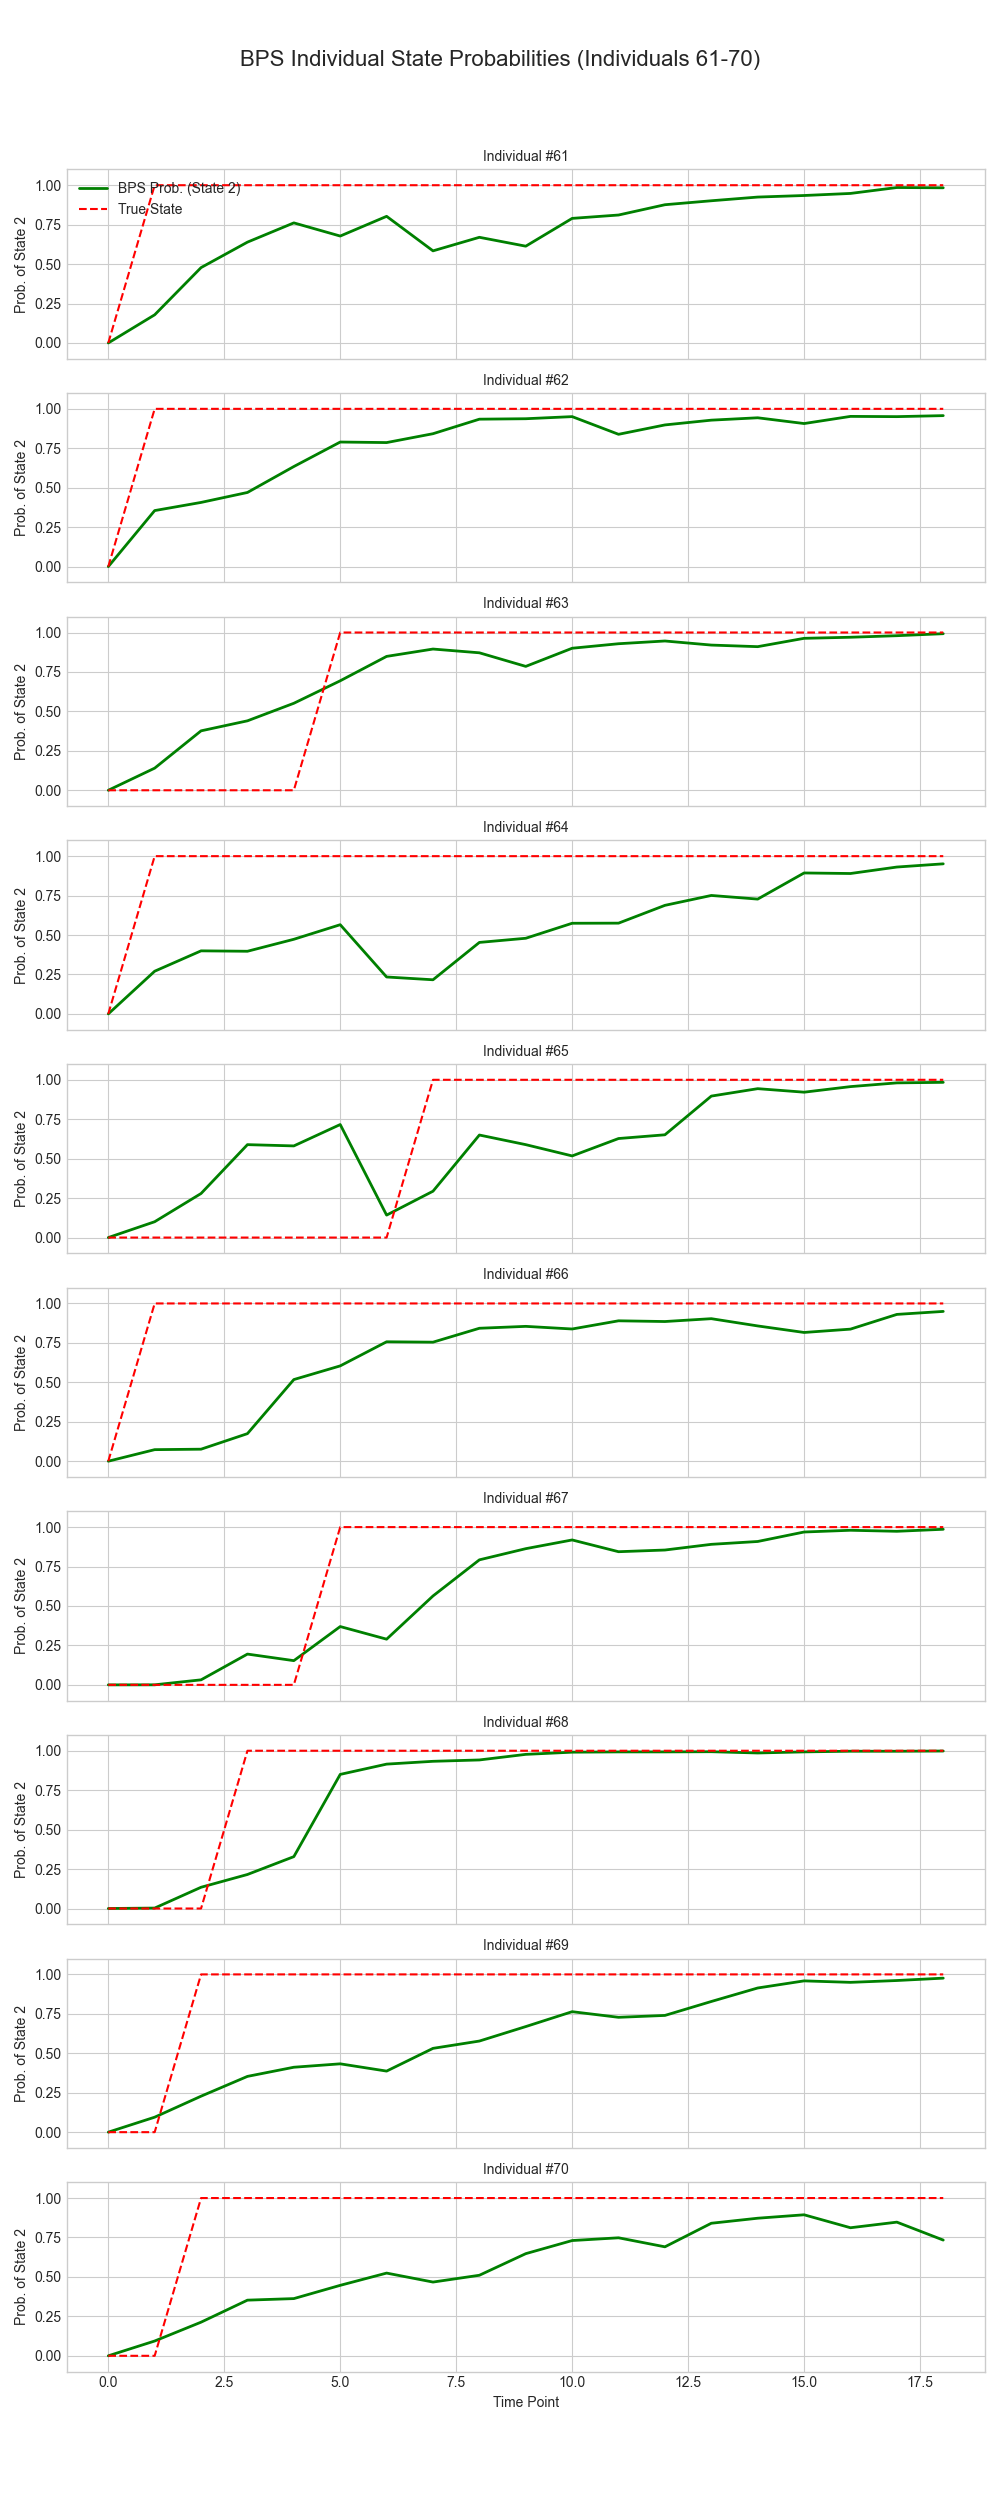 BPS Individual State Probabilities (Individuals 61-70)
Individual #61
1.00
0.75
0.50
0.25
0.00
Prob. of State 2
BPS Prob. (State 2)
True State
Individual #62
1.00
0.75
0.50
0.25
0.00
Prob. of State 2
Individual #63
1.00
0.75
0.50
0.25
0.00
Prob. of State 2
Individual #64
1.00
0.75
0.50
0.25
0.00
Prob. of State 2
Individual #65
1.00
0.75
0.50
0.25
0.00
Prob. of State 2
Individual #66
1.00
0.75
0.50
0.25
0.00
Prob. of State 2
Individual #67
1.00
0.75
0.50
0.25
0.00
Prob. of State 2
Individual #68
1.00
0.75
0.50
0.25
0.00
Prob. of State 2
Individual #69
1.00
0.75
0.50
0.25
0.00
Prob. of State 2
Individual #70
1.00
0.75
0.50
0.25
0.00
Prob. of State 2
0.0 2.5 5.0 7.5 10.0 12.5 15.0 17.5
Time Point